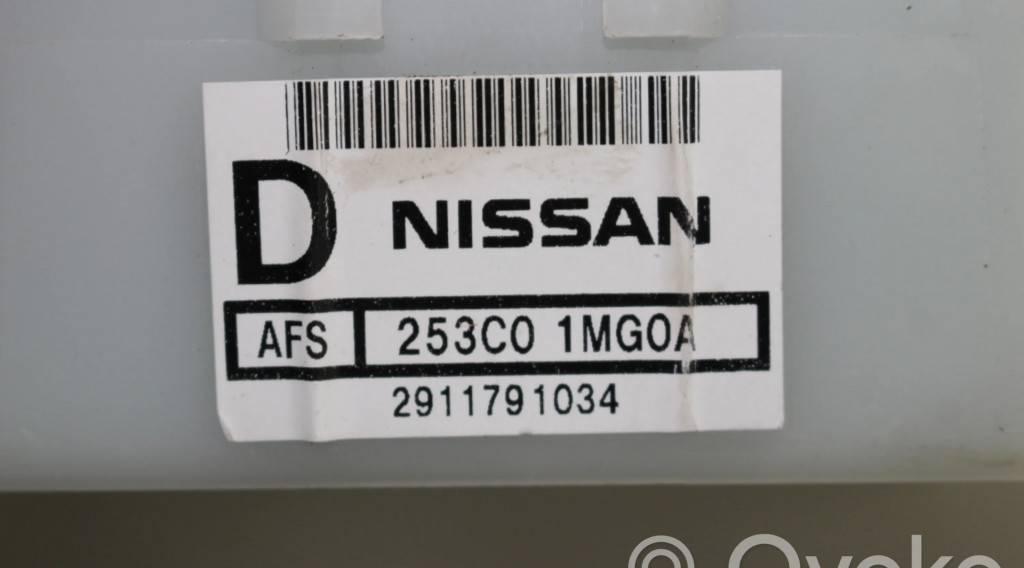 D NISSAN
AFS 253C0 1MG0A
2911791034
© Ovoko